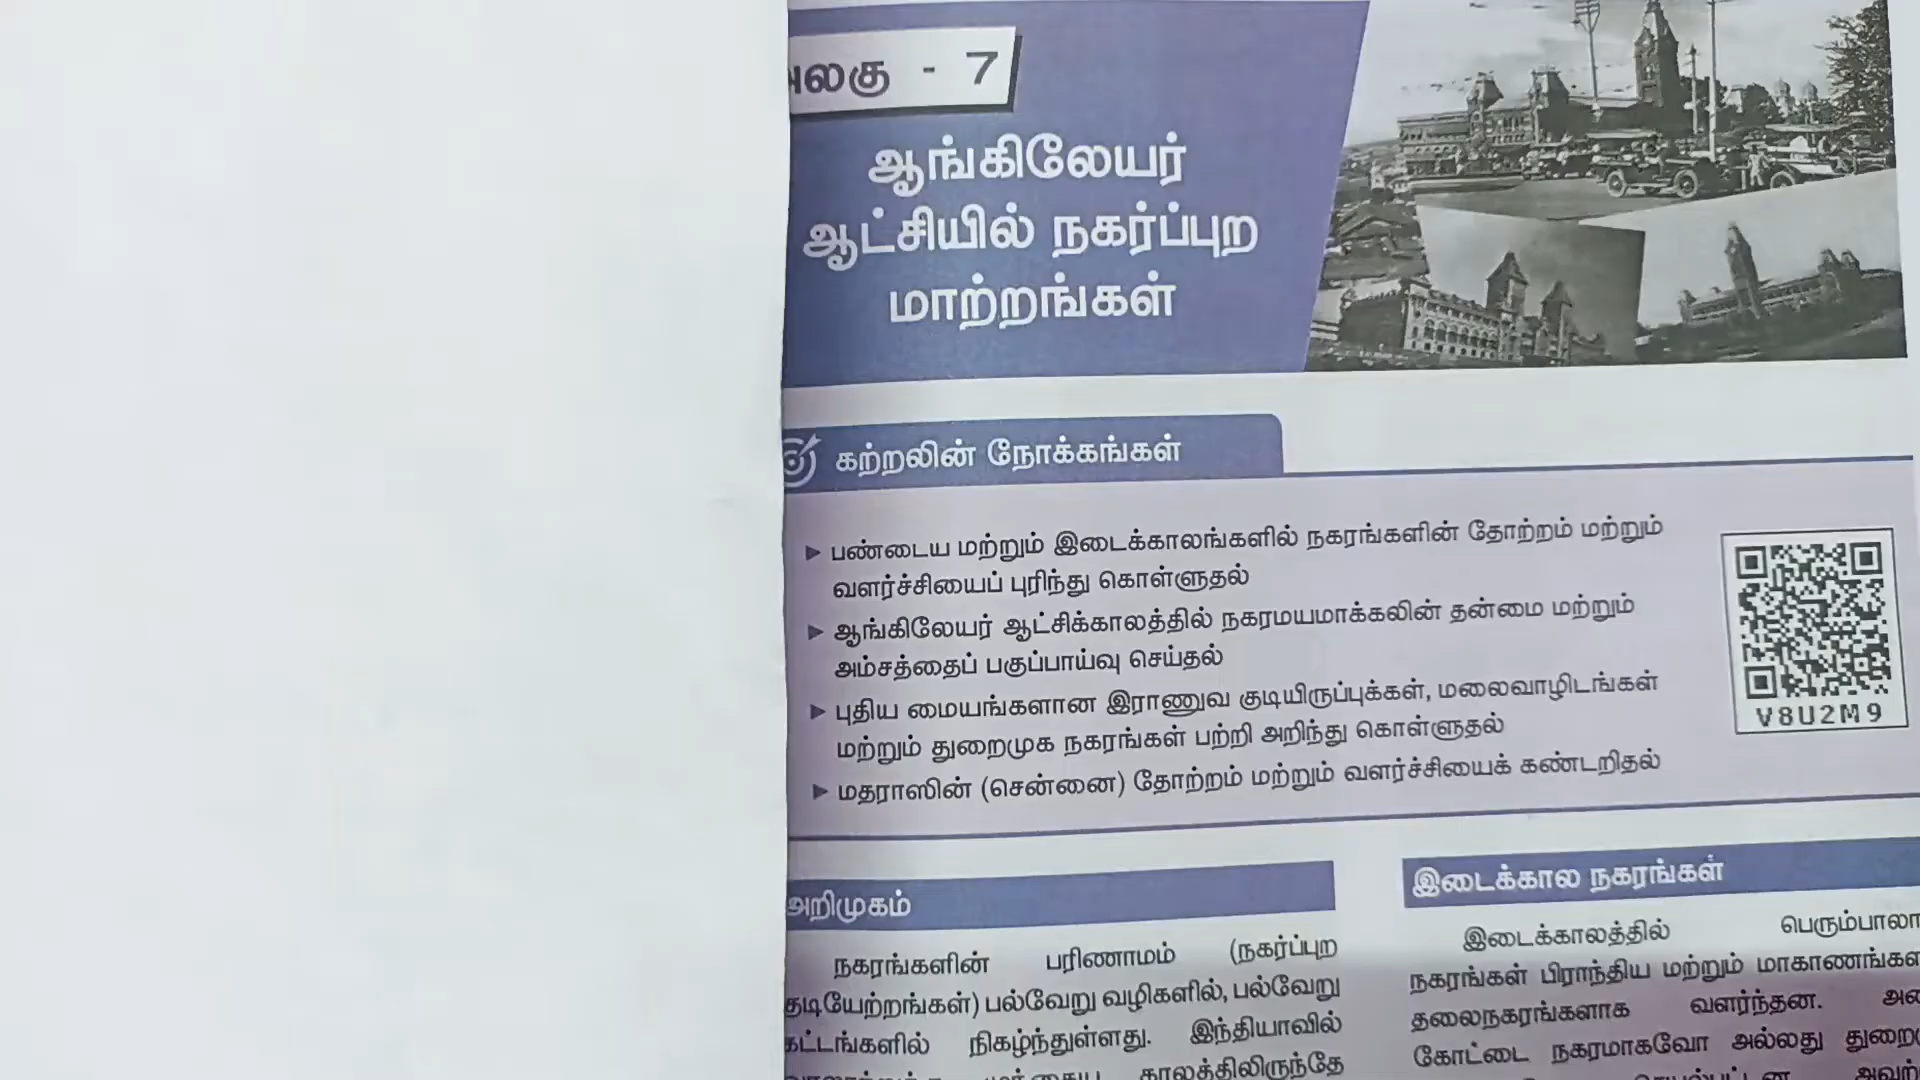 அலகு - 7
ஆங்கிலேயர்
ஆட்சியில் நகர்ப்புற
மாற்றங்கள்
கற்றலின் நோக்கங்கள்
▶ பண்டைய மற்றும் இடைக்காலங்களில் நகரங்களின் தோற்றம் மற்றும்
வளர்ச்சியைப் புரிந்து கொள்ளுதல்
▶ ஆங்கிலேயர் ஆட்சிக்காலத்தில் நகரமயமாக்கலின் தன்மை மற்றும்
அம்சத்தைப் பகுப்பாய்வு செய்தல்
▶ புதிய மையங்களான இராணுவ குடியிருப்புக்கள், மலைவாழிடங்கள்
மற்றும் துறைமுக நகரங்கள் பற்றி அறிந்து கொள்ளுதல்
▶ மதராஸின் (சென்னை) தோற்றம் மற்றும் வளர்ச்சியைக் கண்டறிதல்
V8U2M9
அறிமுகம்
நகரங்களின் பரிணாமம் (நகர்ப்புற
குடியேற்றங்கள்) பல்வேறு வழிகளில், பல்வேறு
கட்டங்களில் நிகழ்ந்துள்ளது. இந்தியாவில்
காலத்திலிருந்தே
இடைக்கால நகரங்கள்
இடைக்காலத்தில்
நகரங்கள் பிராந்திய மற்றும்
தலைநகரங்களாக வளர்ந்தன.
கோட்டை நகரமாகவோ அல்லது